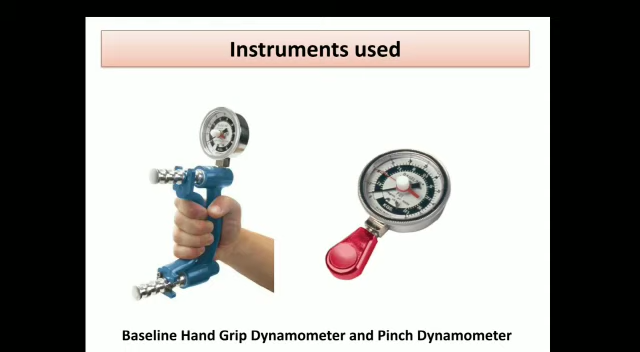 Instruments used
Baseline Hand Grip Dynamometer and Pinch Dynamometer